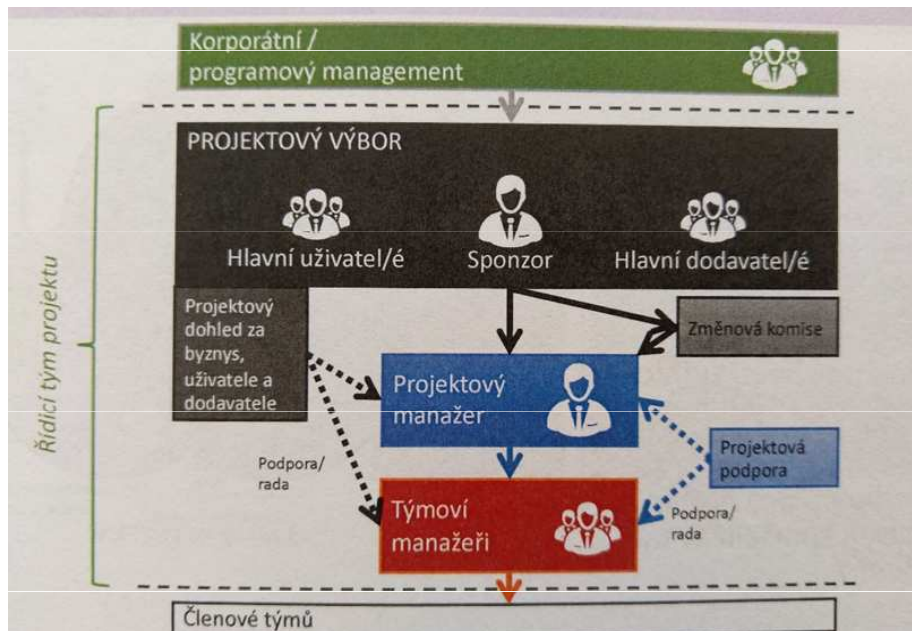 Korporátní /
programový management
PROJEKTOVÝ VÝBOR
Hlavní uživatel/é
Sponzor
Hlavní dodavatel/é
Řídicí tým projektu
Projektový
dohled za
byznys,
uživatele a
dodavatele
Změnová komise
Projektový
manažer
Projektová
podpora
Podpora/
rada
Týmoví
manažeři
Podpora/
rada
Členové týmů